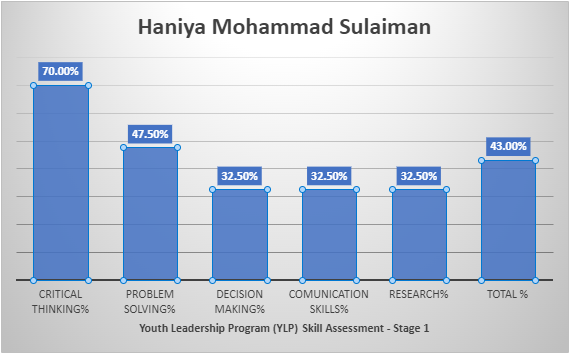 Haniya Mohammad Sulaiman
70.00%
47.50%
32.50%
32.50%
32.50%
43.00%
CRITICAL
THINKING%
PROBLEM
SOLVING%
DECISION
MAKING%
COMUNICATION
SKILLS%
RESEARCH%
TOTAL %
Youth Leadership Program (YLP) Skill Assessment - Stage 1